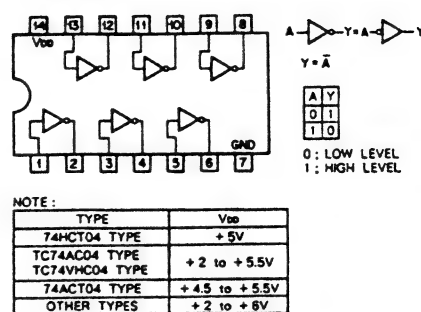 14 13 12 11 10 9 8
VDD
GND
1 2 3 4 5 6 7
A Y=A Y
Y=A̅
A Y
0 1
1 0
0 : LOW LEVEL
1 : HIGH LEVEL
NOTE :
TYPE VDD
74HCT04 TYPE +5V
TC74AC04 TYPE
TC74VHC04 TYPE
+2 to +5.5V
74ACT04 TYPE +4.5 to +5.5V
OTHER TYPES +2 to +6V